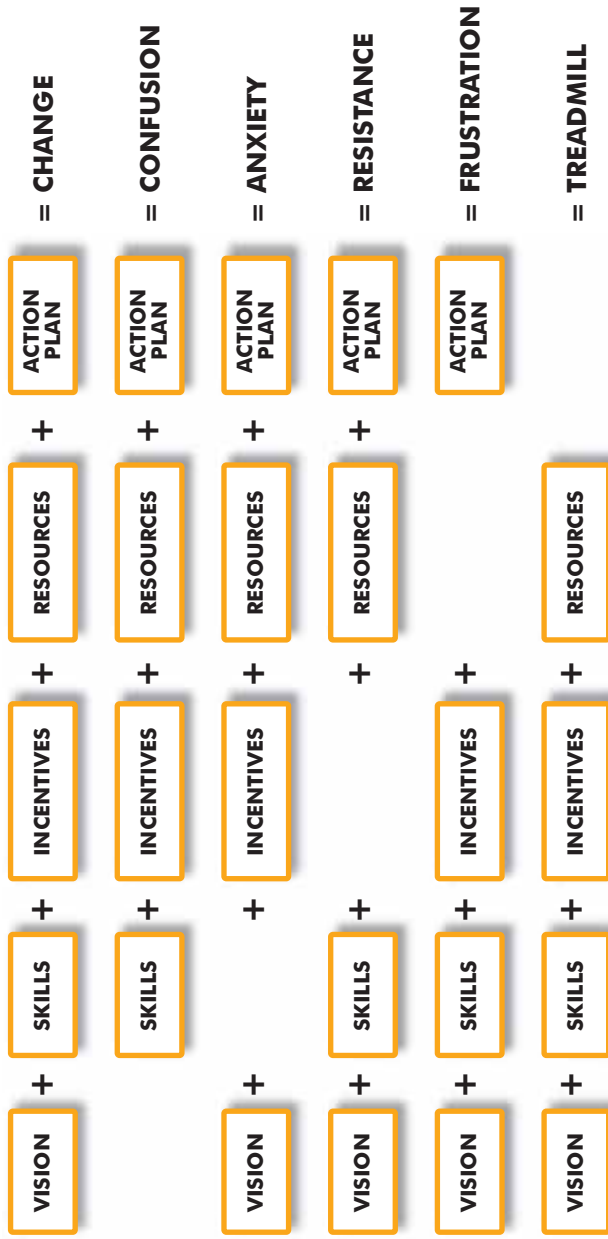 VISION + SKILLS + INCENTIVES + RESOURCES + ACTION PLAN = CHANGE
SKILLS + INCENTIVES + RESOURCES + ACTION PLAN = CONFUSION
VISION + + INCENTIVES + RESOURCES + ACTION PLAN = ANXIETY
VISION + SKILLS + + RESOURCES + ACTION PLAN = RESISTANCE
VISION + SKILLS + INCENTIVES + ACTION PLAN = FRUSTRATION
VISION + SKILLS + INCENTIVES + RESOURCES = TREADMILL